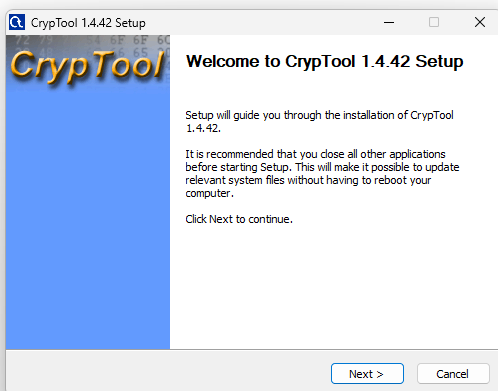 CrypTool 1.4.42 Setup
CrypTool
Welcome to CrypTool 1.4.42 Setup
Setup will guide you through the installation of CrypTool
1.4.42.
It is recommended that you close all other applications
before starting Setup. This will make it possible to update
relevant system files without having to reboot your
computer.
Click Next to continue.
Next >
Cancel